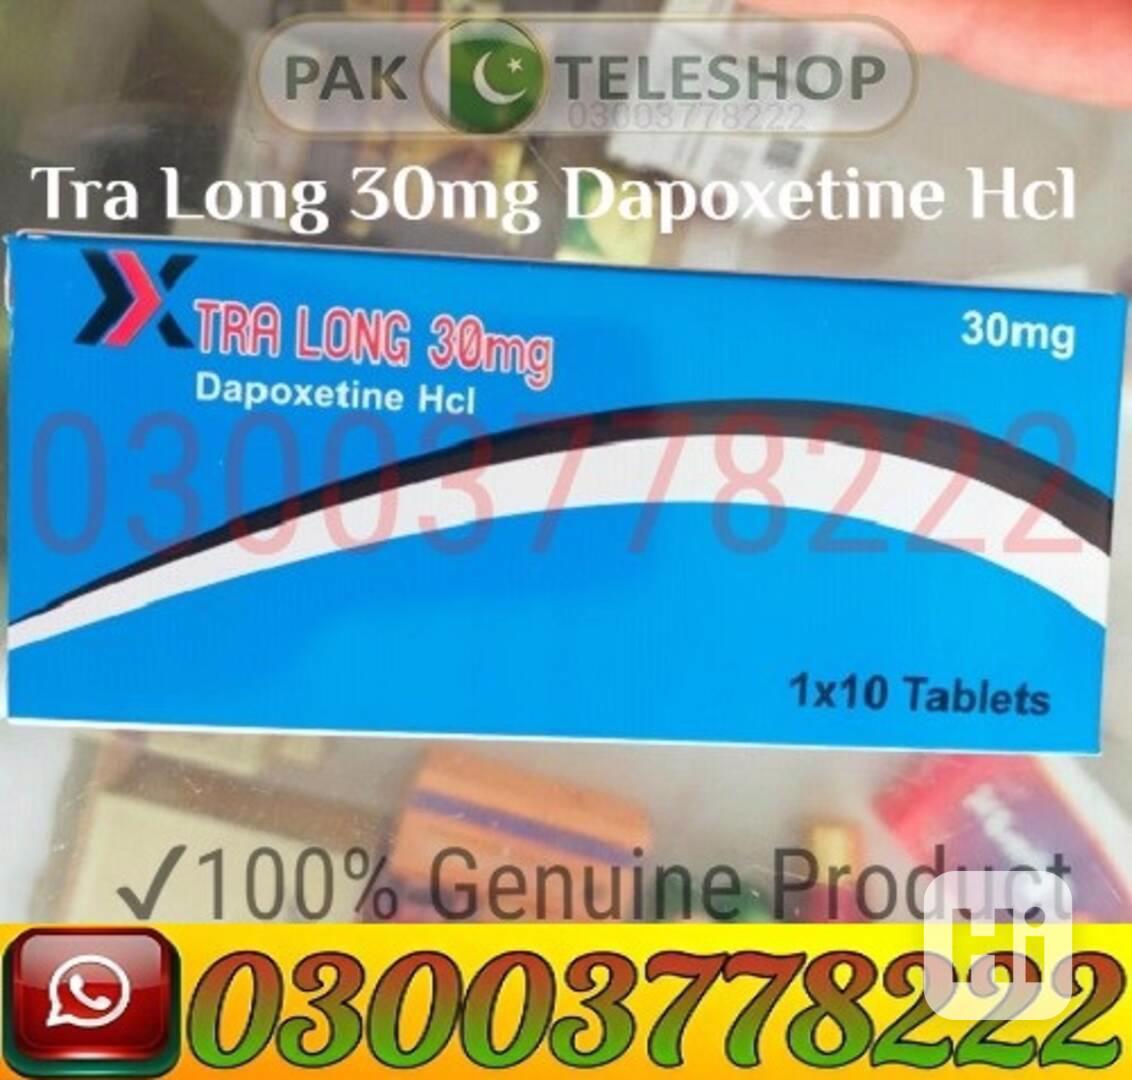 PAK TELESHOP
03003778222
Tra Long 30mg Dapoxetine Hcl
XTRA LONG 30mg
30mg
Dapoxetine Hcl
03003778222
1x10 Tablets
✓100% Genuine Product
Hi
03003778222